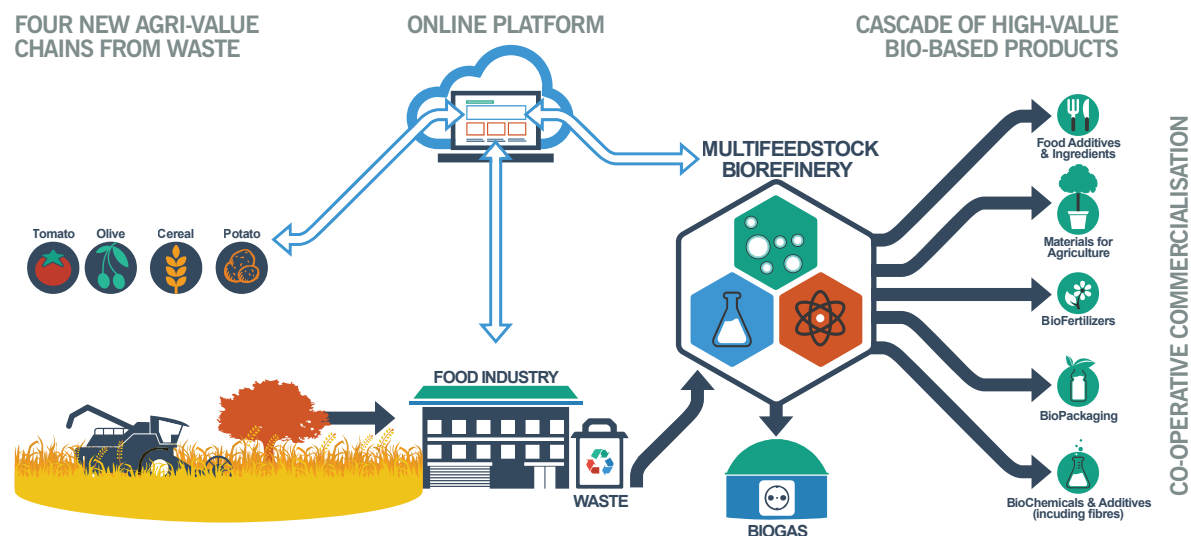 FOUR NEW AGRI-VALUE
CHAINS FROM WASTE
ONLINE PLATFORM
CASCADE OF HIGH-VALUE
BIO-BASED PRODUCTS
Tomato
Olive
Cereal
Potato
MULTIFEEDSTOCK
BIOREFINERY
FOOD INDUSTRY
WASTE
BIOGAS
Food Additives
& Ingredients
Materials for
Agriculture
BioFertilizers
BioPackaging
BioChemicals & Additives
(incuding fibres)
CO-OPERATIVE COMMERCIALISATION